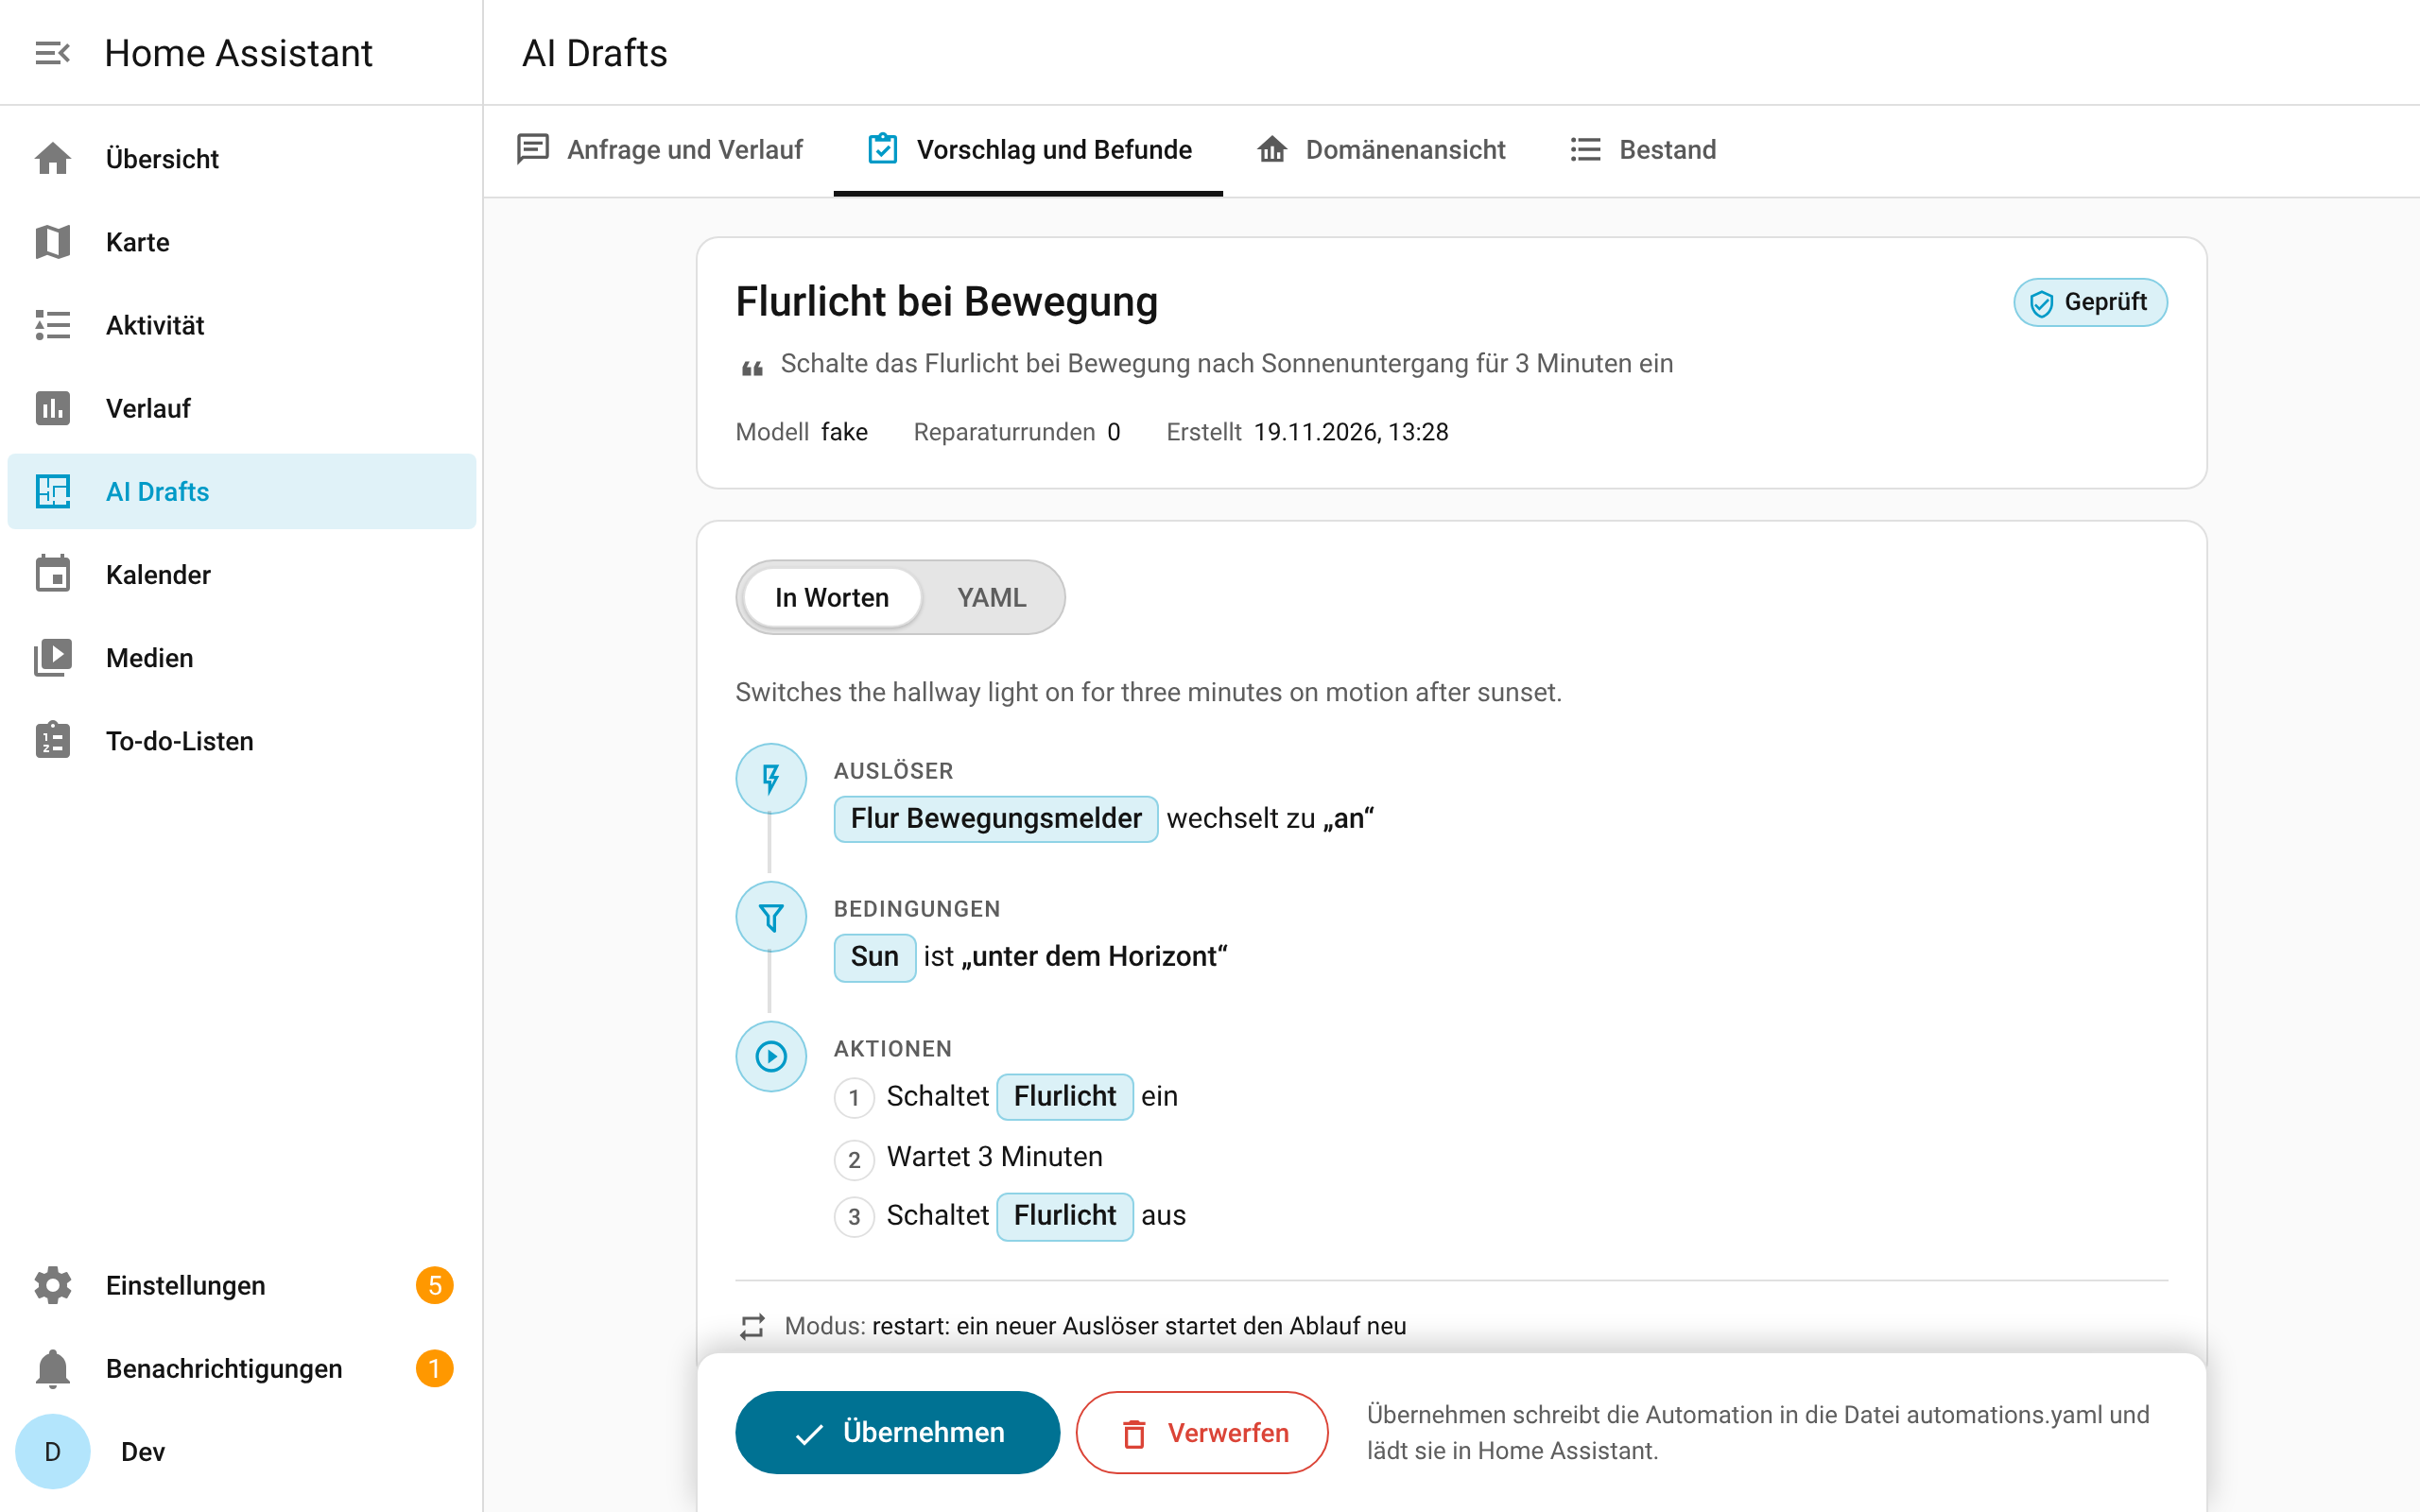 Home Assistant
Übersicht
Karte
Aktivität
Verlauf
AI Drafts
Kalender
Medien
To-do-Listen
Einstellungen 5
Benachrichtigungen 1
D Dev
AI Drafts
Anfrage und Verlauf Vorschlag und Befunde Domänenansicht Bestand
Flurlicht bei Bewegung Geprüft
Schalte das Flurlicht bei Bewegung nach Sonnenuntergang für 3 Minuten ein
Modell fake Reparaturrunden 0 Erstellt 19.11.2026, 13:28
In Worten YAML
Switches the hallway light on for three minutes on motion after sunset.
AUSLÖSER
Flur Bewegungsmelder wechselt zu „an“
BEDINGUNGEN
Sun ist „unter dem Horizont“
AKTIONEN
1 Schaltet Flurlicht ein
2 Wartet 3 Minuten
3 Schaltet Flurlicht aus
Modus: restart: ein neuer Auslöser startet den Ablauf neu
Übernehmen Verwerfen
Übernehmen schreibt die Automation in die Datei automations.yaml und
lädt sie in Home Assistant.